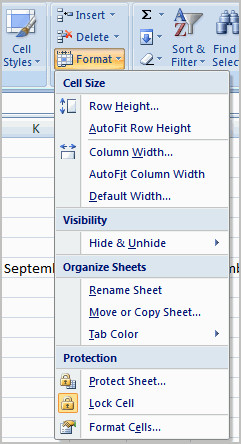 Insert
Delete
Format
Cell
Styles
Σ
Sort &
Filter
Find
Selec
Cell Size
Row Height...
AutoFit Row Height
Column Width...
AutoFit Column Width
Default Width...
Visibility
Hide & Unhide
Organize Sheets
Rename Sheet
Move or Copy Sheet...
Tab Color
Protection
Protect Sheet...
Lock Cell
Format Cells...
K
Septemb
mb